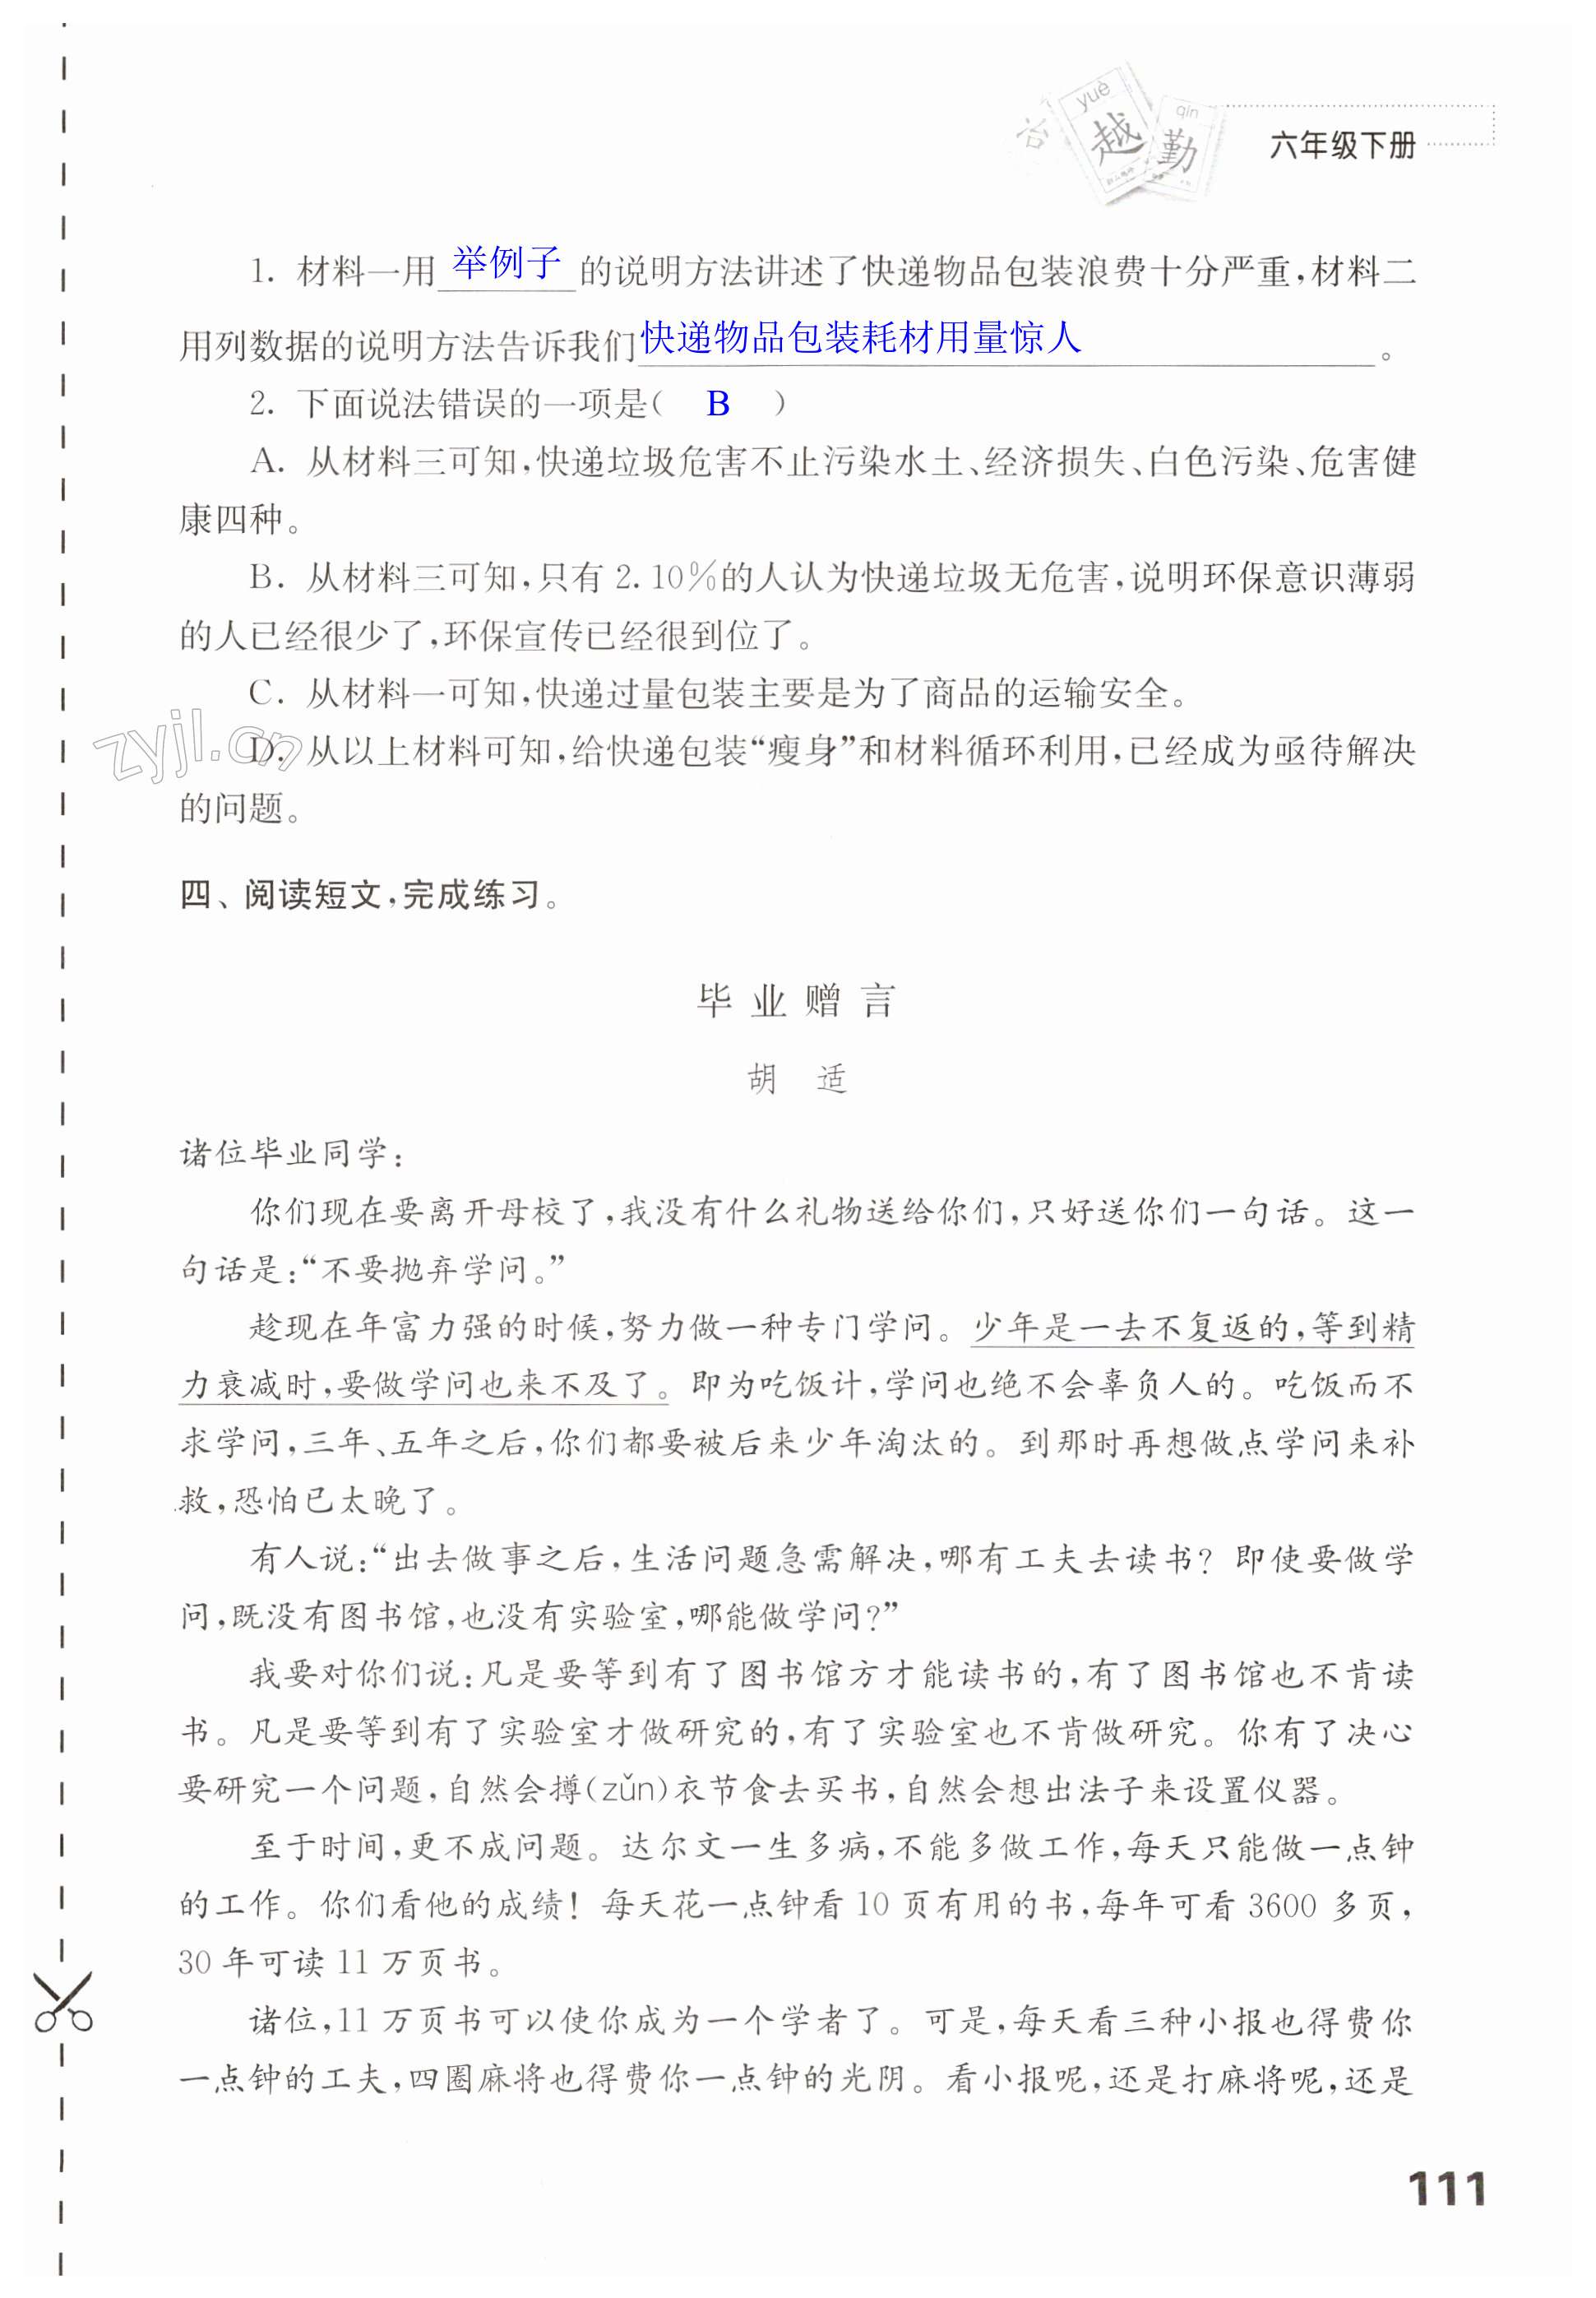 yuè
越
qín
勤
六年级下册
1. 材料一用 举例子 的说明方法讲述了快递物品包装浪费十分严重,材料二
用列数据的说明方法告诉我们快递物品包装耗材用量惊人。
2. 下面说法错误的一项是( B )
A. 从材料三可知,快递垃圾危害不止污染水土、经济损失、白色污染、危害健
康四种。
B. 从材料三可知,只有 2.10%的人认为快递垃圾无危害,说明环保意识薄弱
的人已经很少了,环保宣传已经很到位了。
C. 从材料一可知,快递过量包装主要是为了商品的运输安全。
zyjl.cn
D. 从以上材料可知,给快递包装“瘦身”和材料循环利用,已经成为亟待解决
的问题。
四、阅读短文,完成练习。
毕业赠言
胡 适
诸位毕业同学:
你们现在要离开母校了,我没有什么礼物送给你们,只好送你们一句话。这一
句话是:“不要抛弃学问。”
趁现在年富力强的时候,努力做一种专门学问。少年是一去不复返的,等到精
力衰减时,要做学问也来不及了。即为吃饭计,学问也绝不会辜负人的。吃饭而不
求学问,三年、五年之后,你们都要被后来少年淘汰的。到那时再想做点学问来补
救,恐怕已太晚了。
有人说:“出去做事之后,生活问题急需解决,哪有工夫去读书? 即使要做学
问,既没有图书馆,也没有实验室,哪能做学问?”
我要对你们说:凡是要等到有了图书馆方才能读书的,有了图书馆也不肯读
书。凡是要等到有了实验室才做研究的,有了实验室也不肯做研究。你有了决心
要研究一个问题,自然会撙(zǔn)衣节食去买书,自然会想出法子来设置仪器。
至于时间,更不成问题。达尔文一生多病,不能多做工作,每天只能做一点钟
的工作。你们看他的成绩! 每天花一点钟看 10 页有用的书,每年可看 3600 多页,
30 年可读 11 万页书。
诸位,11 万页书可以使你成为一个学者了。可是,每天看三种小报也得费你
一点钟的工夫,四圈麻将也得费你一点钟的光阴。看小报呢,还是打麻将呢,还是
111